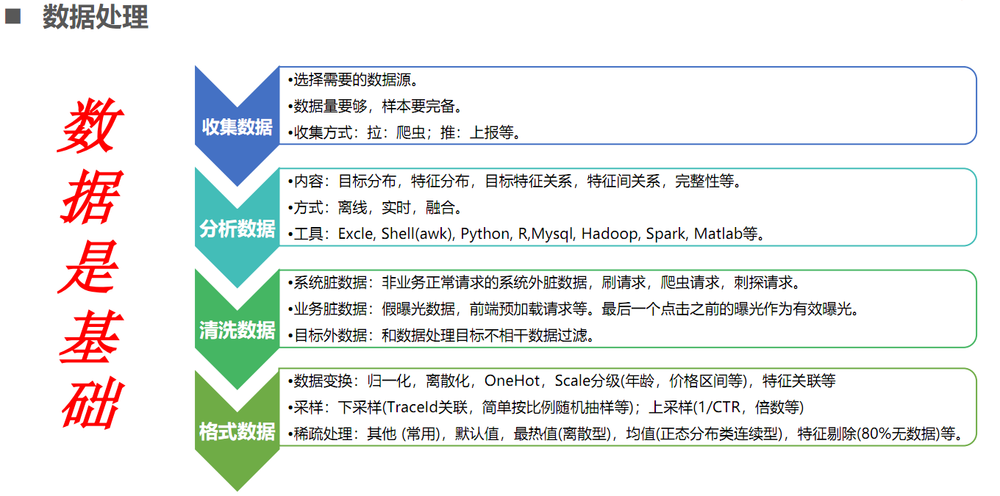 ■ 数据处理
数
据
是
基
础
收集数据
•选择需要的数据源。
•数据量要够，样本要完备。
•收集方式：拉：爬虫；推：上报等。
分析数据
•内容：目标分布，特征分布，目标特征关系，特征间关系，完整性等。
•方式：离线，实时，融合。
•工具：Excle, Shell(awk), Python, R,Mysql, Hadoop, Spark, Matlab等。
清洗数据
•系统脏数据：非业务正常请求的系统外脏数据，刷请求，爬虫请求，刺探请求。
•业务脏数据：假曝光数据，前端预加载请求等。最后一个点击之前的曝光作为有效曝光。
•目标外数据：和数据处理目标不相干数据过滤。
格式数据
•数据变换：归一化，离散化，OneHot，Scale分级(年龄，价格区间等)，特征关联等
•采样：下采样(TraceId关联，简单按比例随机抽样等)；上采样(1/CTR，倍数等)
•稀疏处理：其他 (常用)，默认值，最热值(离散型)，均值(正态分布类连续型)，特征剔除(80%无数据)等。